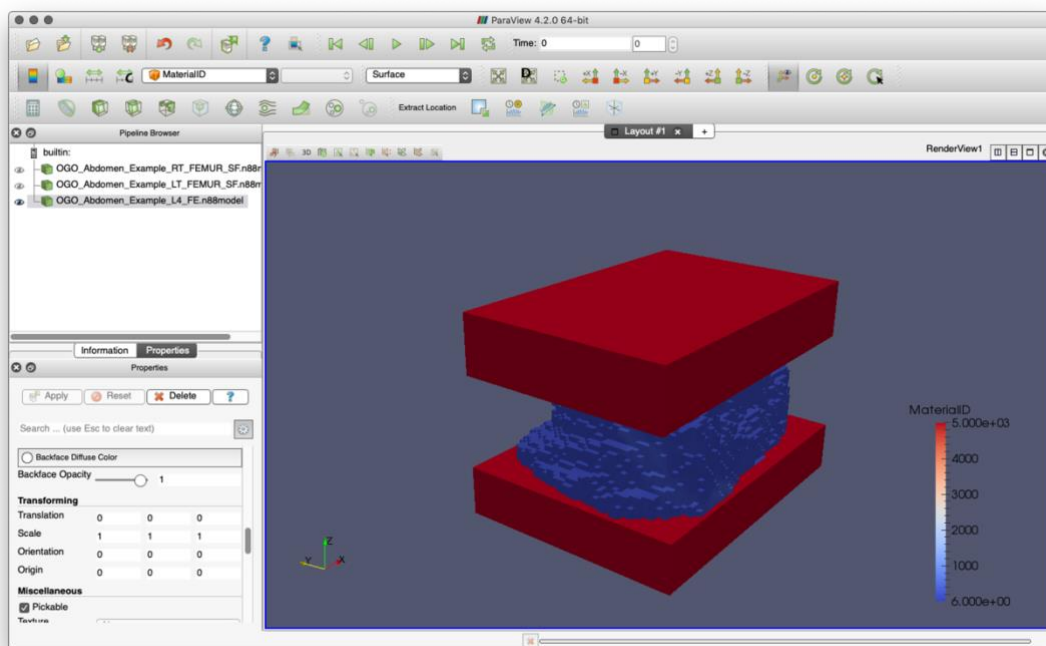 ParaView 4.2.0 64-bit
Time: 0 0
MaterialID Surface
Extract Location
Pipeline Browser
Layout #1 x +
builtin:
3D
RenderView1
OGO_Abdomen_Example_RT_FEMUR_SF.n88r
OGO_Abdomen_Example_LT_FEMUR_SF.n88m
OGO_Abdomen_Example_L4_FE.n88model
Information Properties
Properties
Apply Reset Delete ?
Search ... (use Esc to clear text)
Backface Diffuse Color
Backface Opacity 1
Transforming
Translation 0 0 0
Scale 1 1 1
Orientation 0 0 0
Origin 0 0 0
Miscellaneous
Pickable
Z
Y X
MaterialID
5.000e+03
4000
3000
2000
1000
6.000e+00